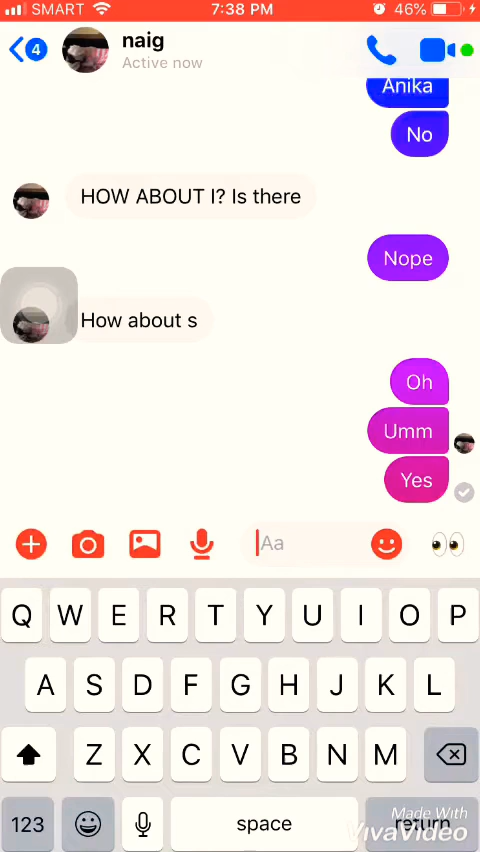 SMART 7:38 PM 46%
4 naig
Active now
Anika
No
HOW ABOUT I? Is there
Nope
How about s
Oh
Umm
Yes
Aa
Q W E R T Y U I O P
A S D F G H J K L
Z X C V B N M
123 space return
Made With
VivaVideo